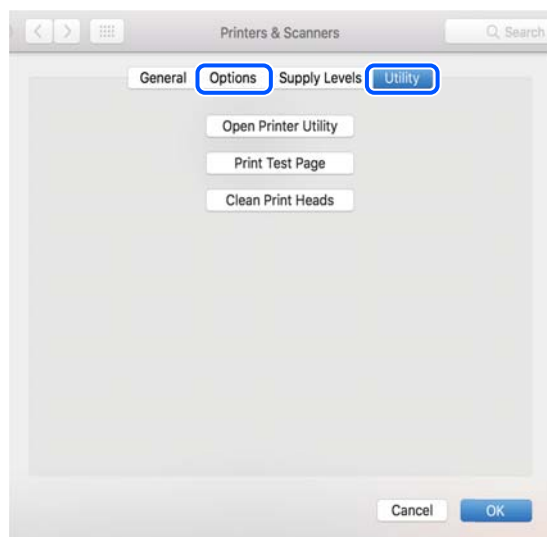 Printers & Scanners Search
General Options Supply Levels Utility
Open Printer Utility
Print Test Page
Clean Print Heads
Cancel OK